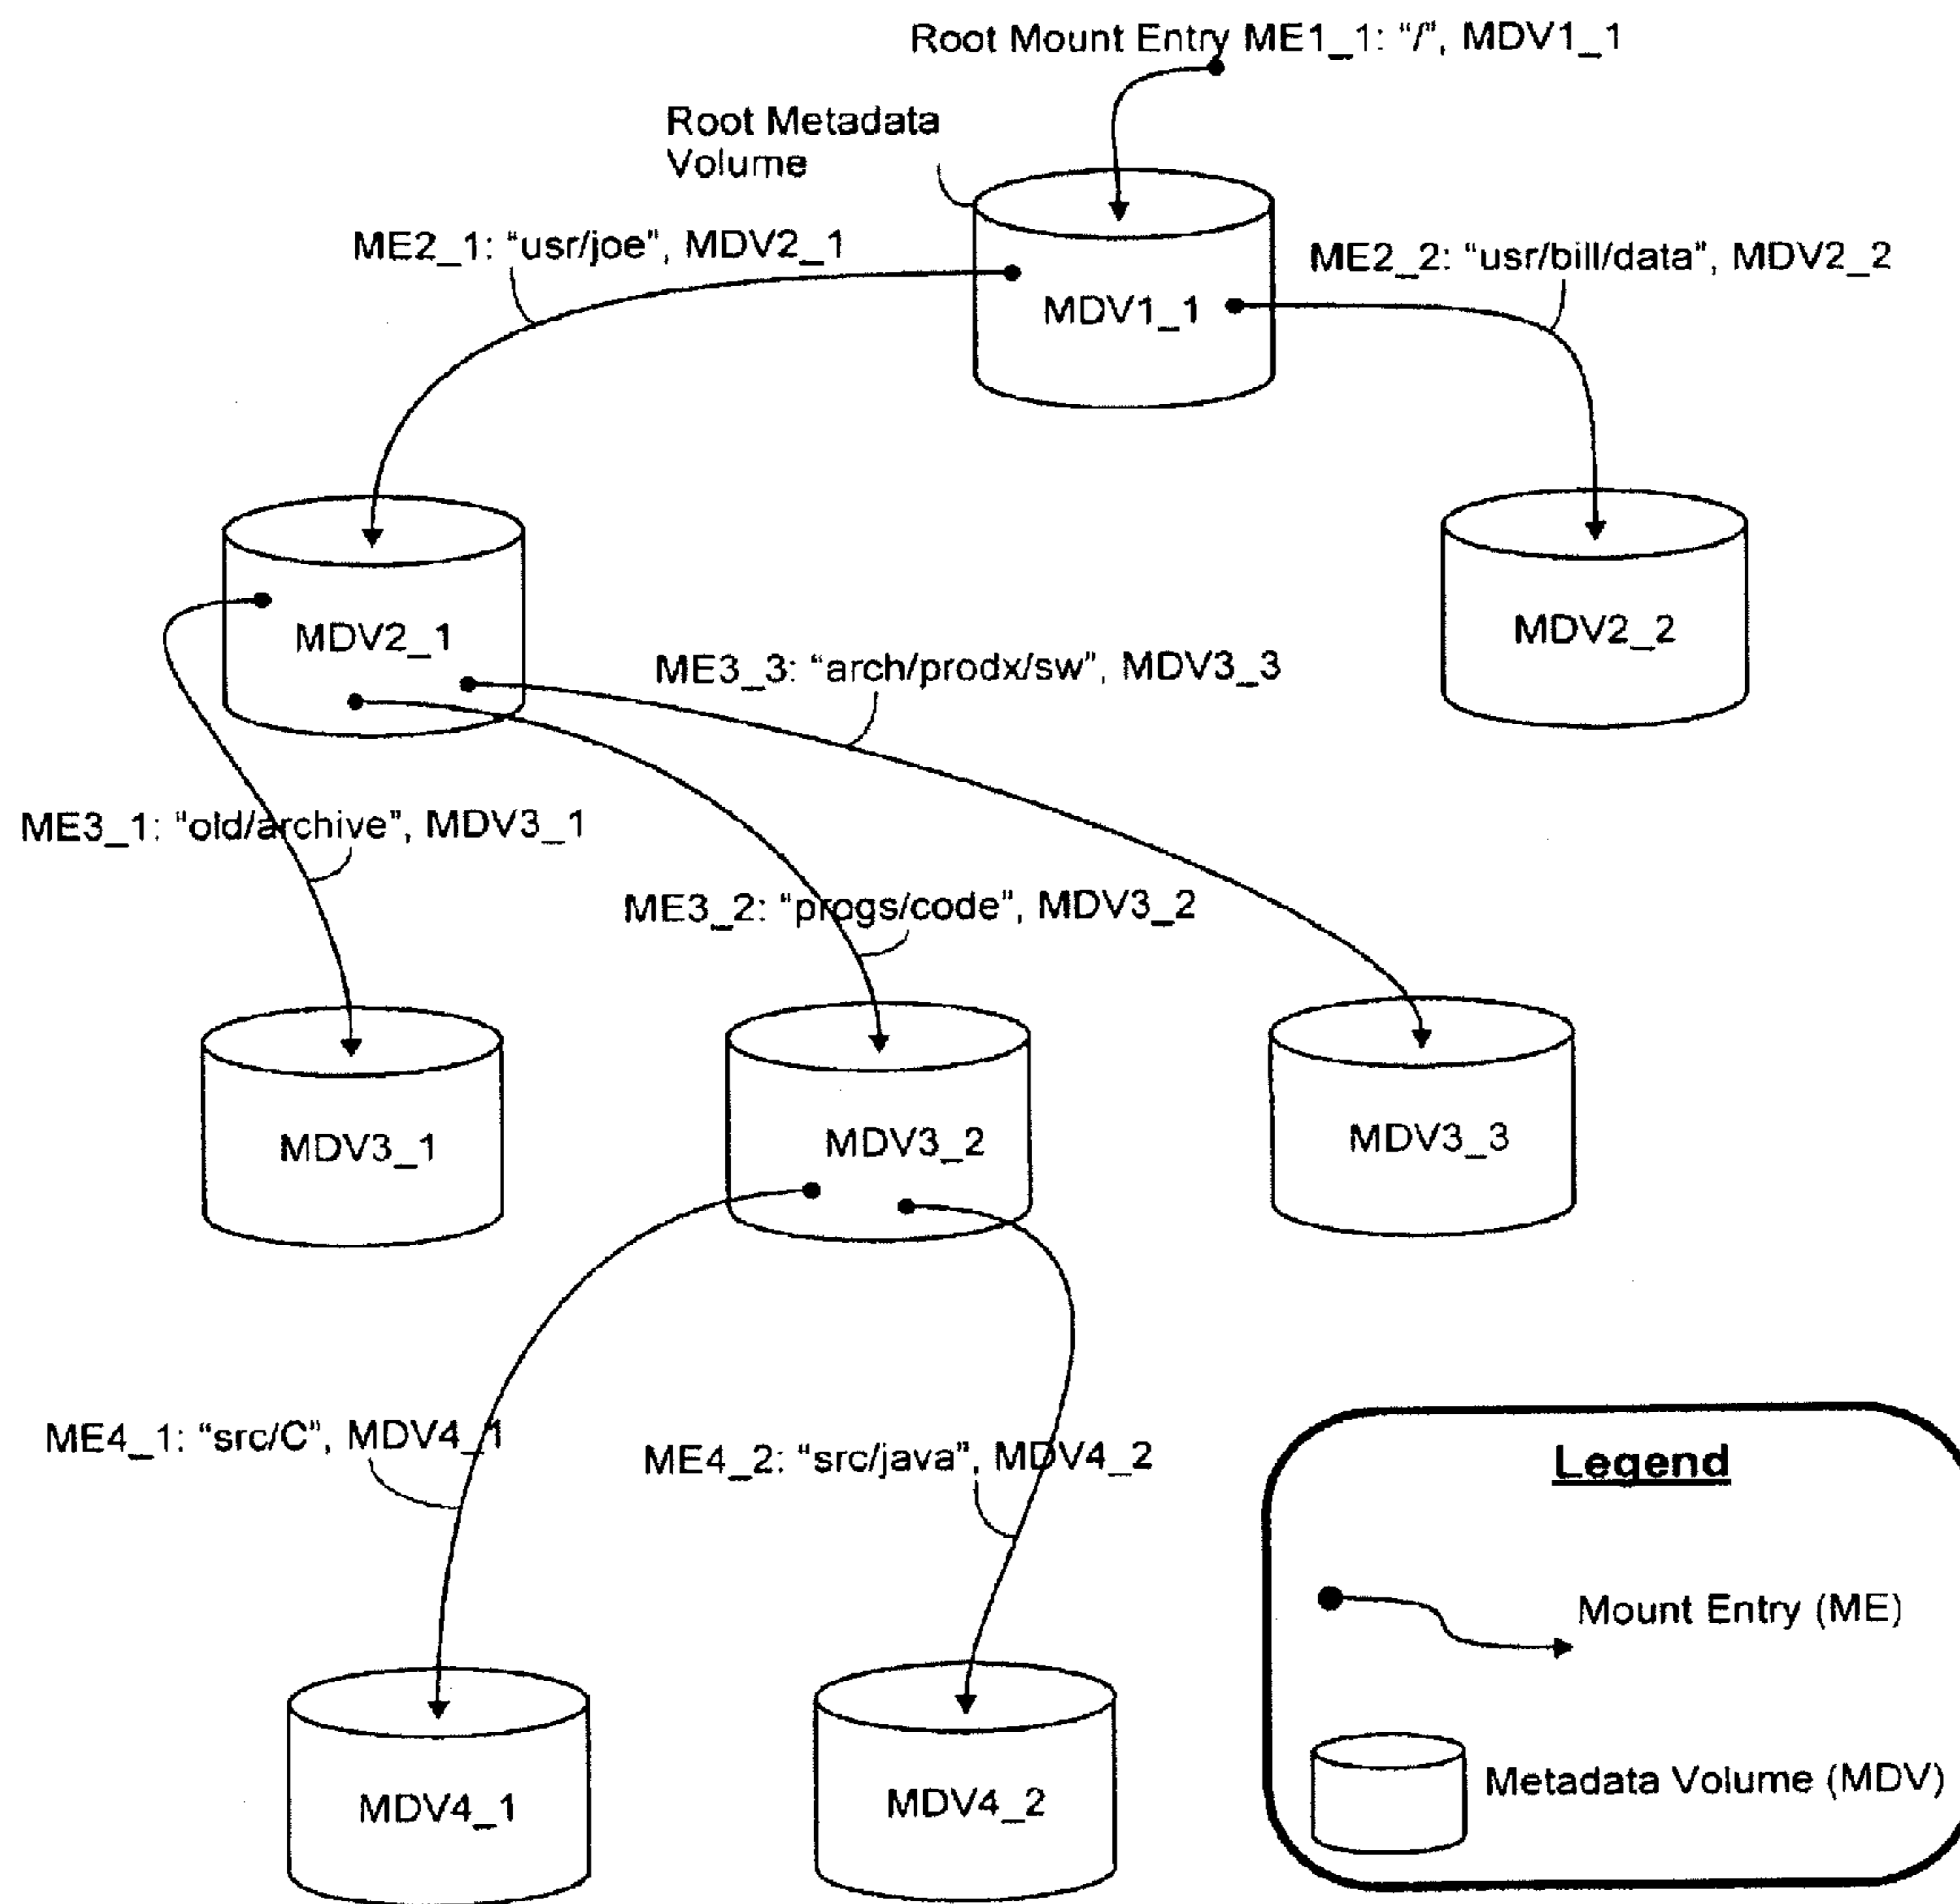 Root Mount Entry ME1_1: “/”, MDV1_1
Root Metadata
Volume
ME2_1: “usr/joe”, MDV2_1
ME2_2: “usr/bill/data”, MDV2_2
MDV1_1
MDV2_1
MDV2_2
ME3_3: “arch/prodx/sw”, MDV3_3
ME3_1: “old/archive”, MDV3_1
ME3_2: “progs/code”, MDV3_2
MDV3_1
MDV3_2
MDV3_3
ME4_1: “src/C”, MDV4_1
ME4_2: “src/java”, MDV4_2
MDV4_1
MDV4_2
Legend
Mount Entry (ME)
Metadata Volume (MDV)